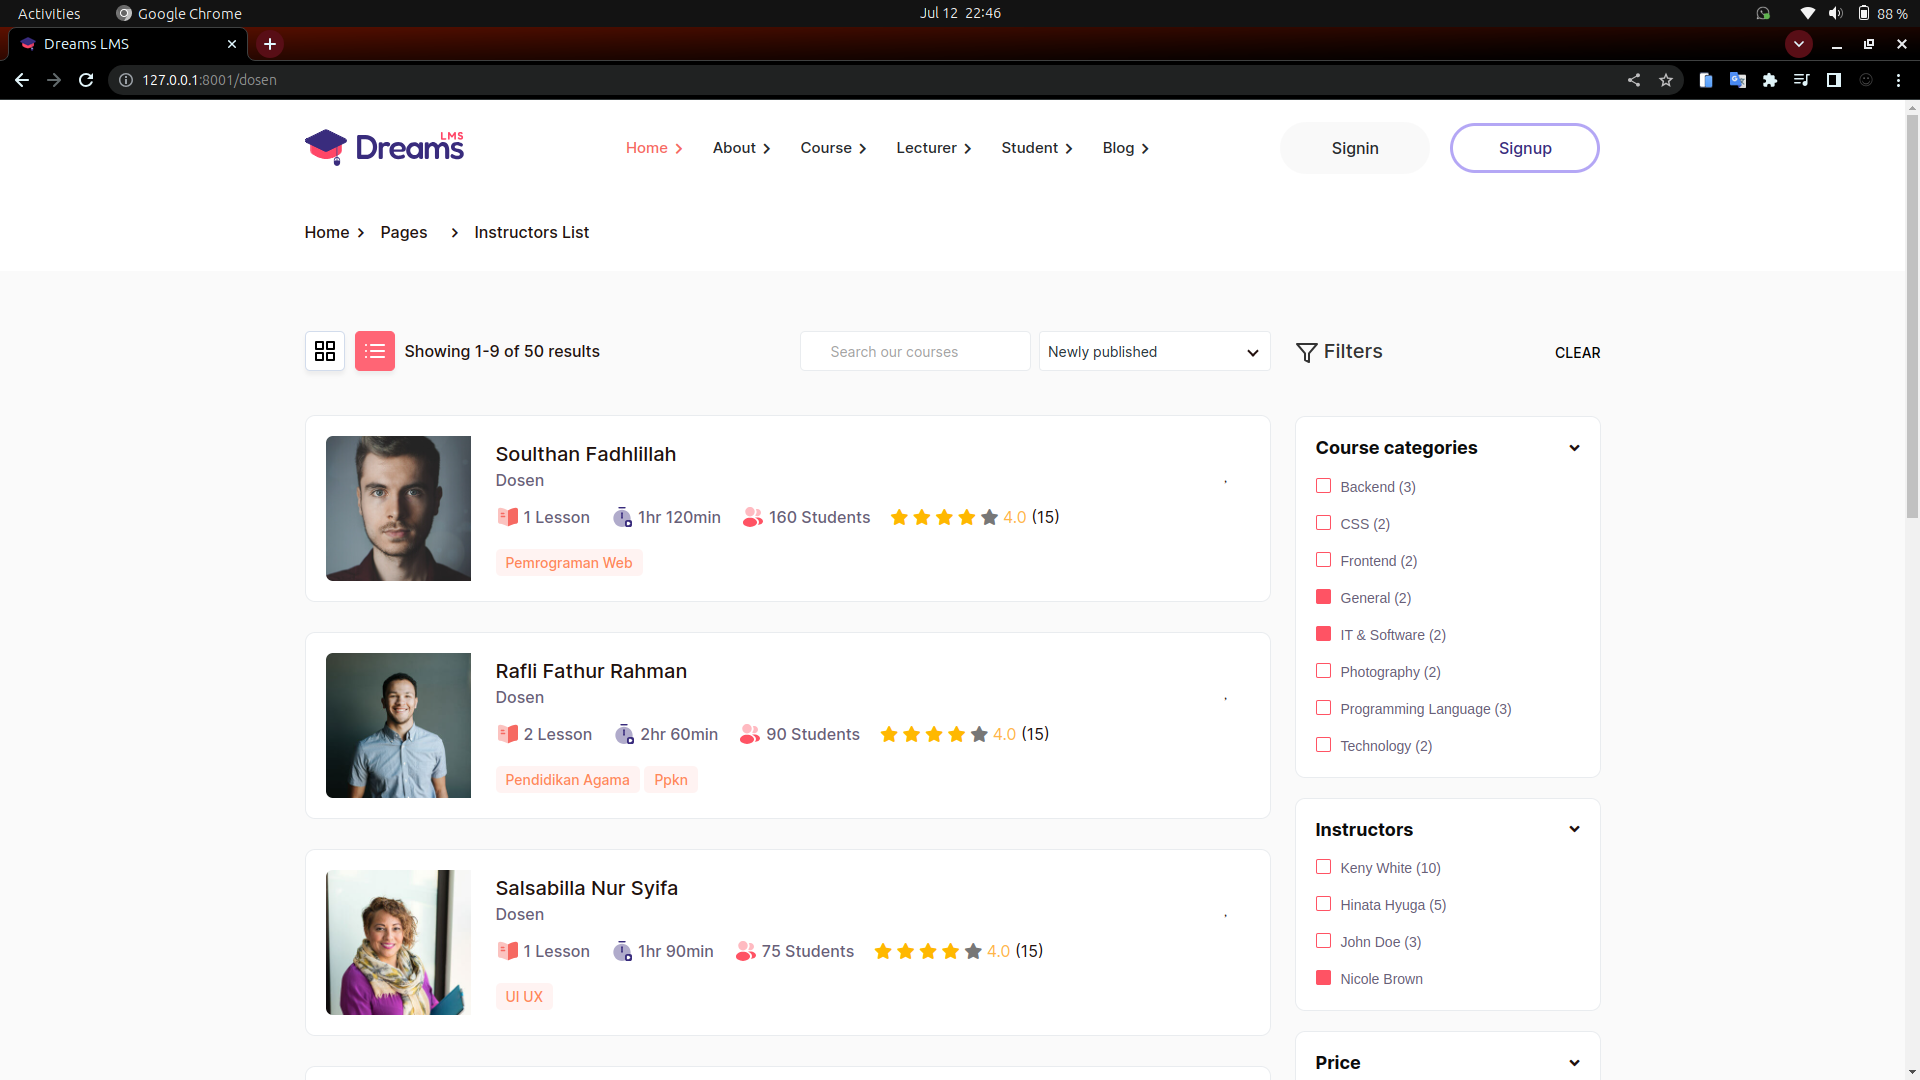 Activities
Google Chrome
Jul 12 22:46
88 %
Dreams LMS
127.0.0.1:8001/dosen
Dreams LMS
Home
About
Course
Lecturer
Student
Blog
Signin
Signup
Home
Pages
Instructors List
Showing 1-9 of 50 results
Search our courses
Newly published
Filters
CLEAR
Soulthan Fadhlillah
Dosen
1 Lesson 1hr 120min 160 Students 4.0 (15)
Pemrograman Web
Rafli Fathur Rahman
Dosen
2 Lesson 2hr 60min 90 Students 4.0 (15)
Pendidikan Agama Ppkn
Salsabilla Nur Syifa
Dosen
1 Lesson 1hr 90min 75 Students 4.0 (15)
UI UX
Course categories
Backend (3)
CSS (2)
Frontend (2)
General (2)
IT & Software (2)
Photography (2)
Programming Language (3)
Technology (2)
Instructors
Keny White (10)
Hinata Hyuga (5)
John Doe (3)
Nicole Brown
Price